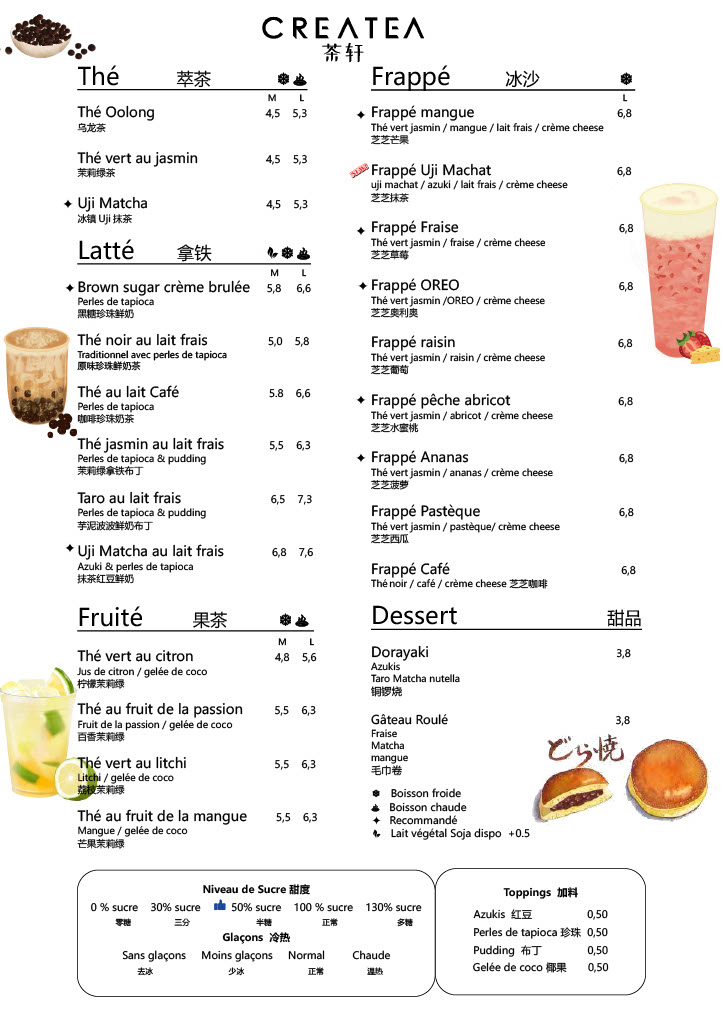 CREATEA
茶轩
Thé 萃茶
M L
Thé Oolong 4,5 5,3
乌龙茶
Thé vert au jasmin 4,5 5,3
茉莉绿茶
Uji Matcha 4,5 5,3
冰镇 Uji 抹茶
Latté 拿铁
M L
Brown sugar crème brulée 5,8 6,6
Perles de tapioca
黑糖珍珠鲜奶
Thé noir au lait frais 5,0 5,8
Traditionnel avec perles de tapioca
原味珍珠鲜奶茶
Thé au lait Café 5.8 6,6
Perles de tapioca
咖啡珍珠奶茶
Thé jasmin au lait frais 5,5 6,3
Perles de tapioca & pudding
茉莉绿拿铁布丁
Taro au lait frais 6,5 7,3
Perles de tapioca & pudding
芋泥波波鲜奶布丁
Uji Matcha au lait frais 6,8 7,6
Azuki & perles de tapioca
抹茶红豆鲜奶
Fruité 果茶
M L
Thé vert au citron 4,8 5,6
Jus de citron / gelée de coco
柠檬茉莉绿
Thé au fruit de la passion 5,5 6,3
Fruit de la passion / gelée de coco
百香茉莉绿
Thé vert au litchi 5,5 6,3
Litchi / gelée de coco
荔枝茉莉绿
Thé au fruit de la mangue 5,5 6,3
Mangue / gelée de coco
芒果茉莉绿
Frappé 冰沙
L
Frappé mangue 6,8
Thé vert jasmin / mangue / lait frais / crème cheese
芝芝芒果
Frappé Uji Machat 6,8
uji machat / azuki / lait frais / crème cheese
芝芝抹茶
Frappé Fraise 6,8
Thé vert jasmin / fraise / crème cheese
芝芝草莓
Frappé OREO 6,8
Thé vert jasmin /OREO / crème cheese
芝芝奥利奥
Frappé raisin 6,8
Thé vert jasmin / raisin / crème cheese
芝芝葡萄
Frappé pêche abricot 6,8
Thé vert jasmin / abricot / crème cheese
芝芝水蜜桃
Frappé Ananas 6,8
Thé vert jasmin / ananas / crème cheese
芝芝菠萝
Frappé Pastèque 6,8
Thé vert jasmin / pastèque/ crème cheese
芝芝西瓜
Frappé Café 6,8
Thé noir / café / crème cheese 芝芝咖啡
Dessert 甜品
Dorayaki 3,8
Azukis
Taro Matcha nutella
铜锣烧
Gâteau Roulé 3,8
Fraise
Matcha
mangue
毛巾卷
どら焼
Boisson froide
Boisson chaude
Recommandé
Lait végétal Soja dispo +0.5
Niveau de Sucre 甜度
0 % sucre 30% sucre 50% sucre 100 % sucre 130% sucre
零糖 三分 半糖 正常 多糖
Glaçons 冷热
Sans glaçons Moins glaçons Normal Chaude
去冰 少冰 正常 温热
Toppings 加料
Azukis 红豆 0,50
Perles de tapioca 珍珠 0,50
Pudding 布丁 0,50
Gelée de coco 椰果 0,50